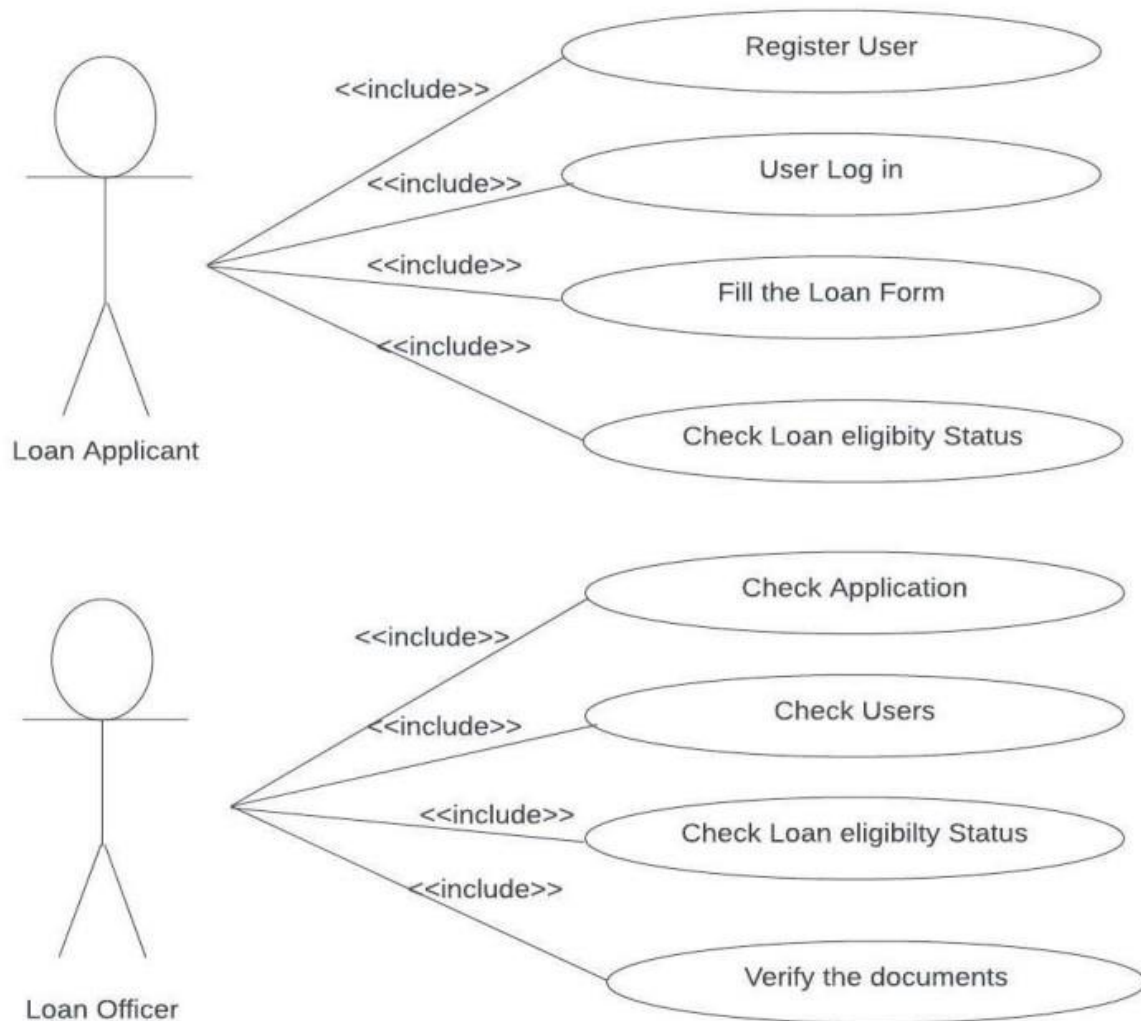 Register User
<<include>>
User Log in
<<include>>
<<include>>
Fill the Loan Form
<<include>>
Check Loan eligibity Status
Loan Applicant
Check Application
<<include>>
Check Users
<<include>>
<<include>>
Check Loan eligibilty Status
<<include>>
Verify the documents
Loan Officer